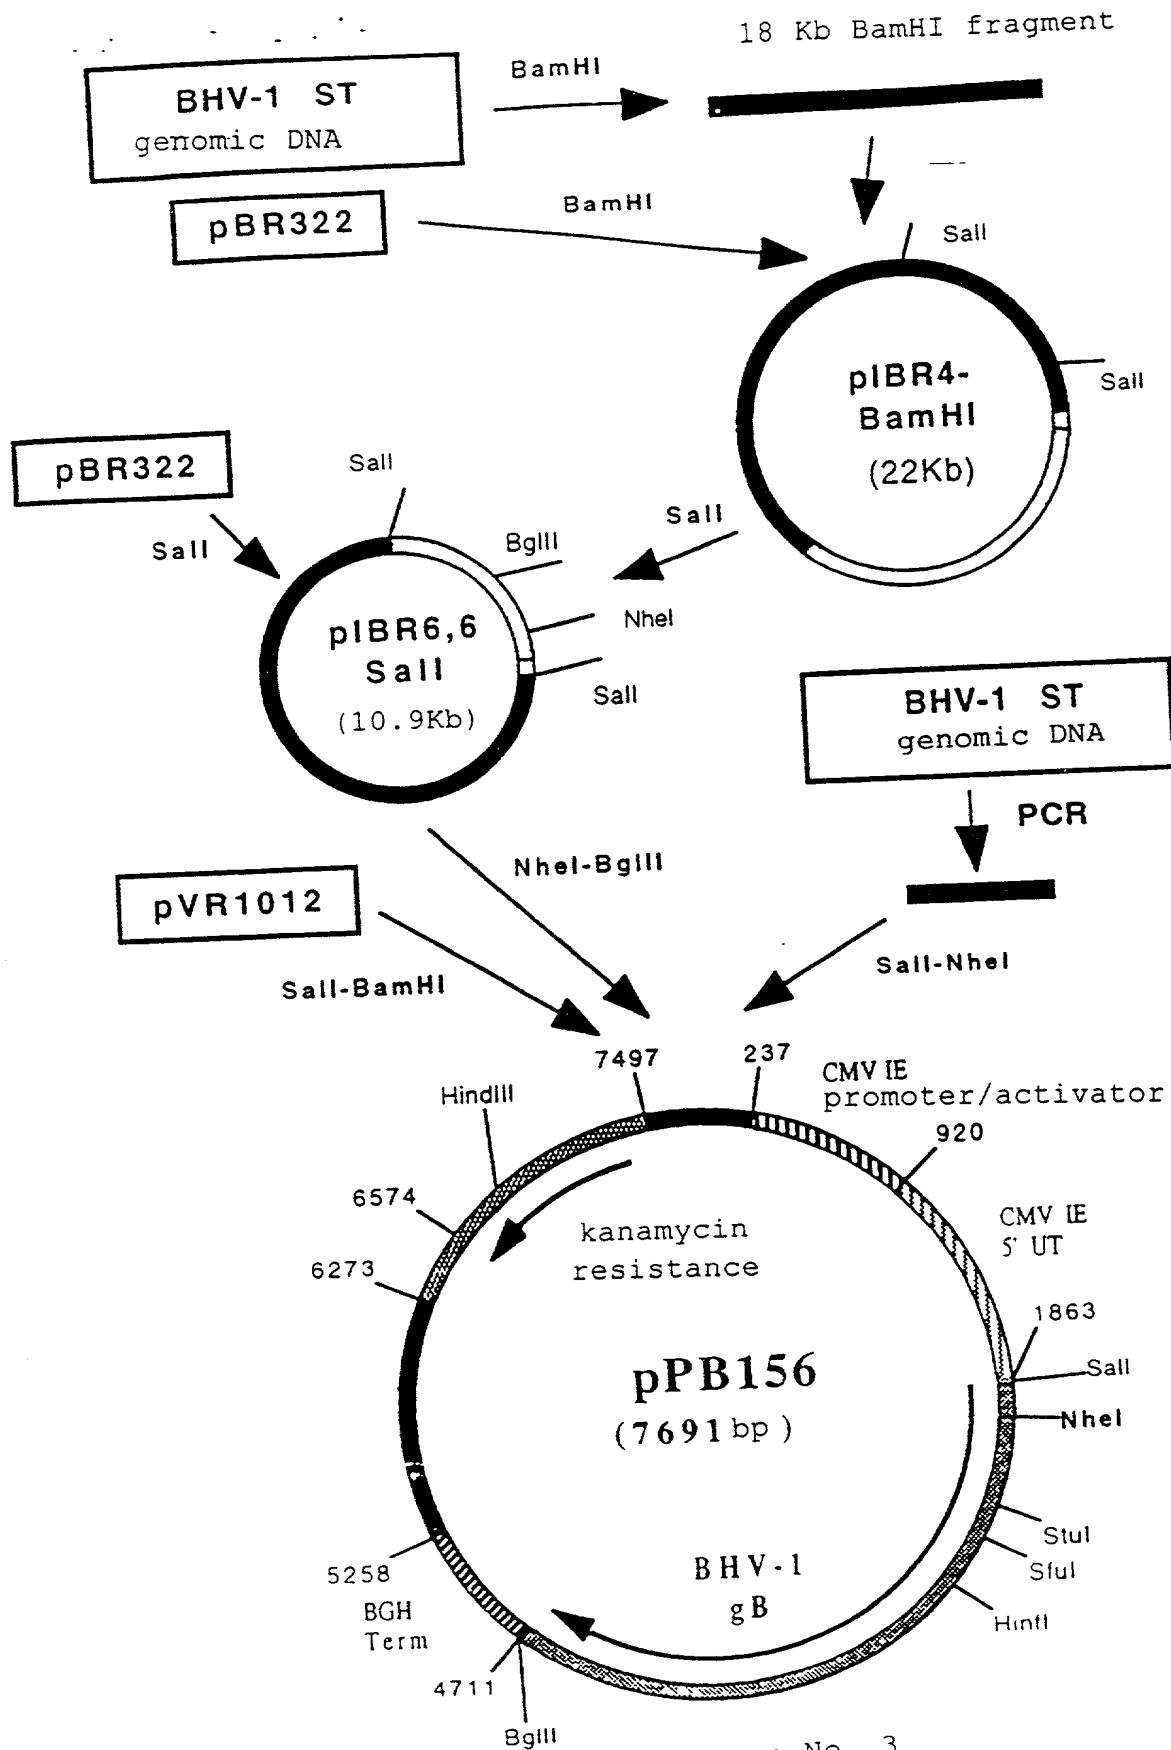 18 Kb BamHI fragment
BamHI
BHV-1 ST
genomic DNA
pBR322
BamHI
SalI
pIBR4-
BamHI
(22Kb)
SalI
pBR322
SalI
SalI
SalI
BglII
NheI
SalI
pIBR6,6
SalI
(10.9Kb)
BHV-1 ST
genomic DNA
PCR
NheI-BglII
pVR1012
SalI-BamHI
SalI-NheI
7497
237
CMV IE
promoter/activator
920
HindIII
6574
6273
kanamycin
resistance
CMV IE
5' UT
1863
SalI
NheI
pPB156
(7691 bp)
StuI
SfuI
HinfI
BHV-1
gB
5258
BGH
Term
4711
BglII
No. 3